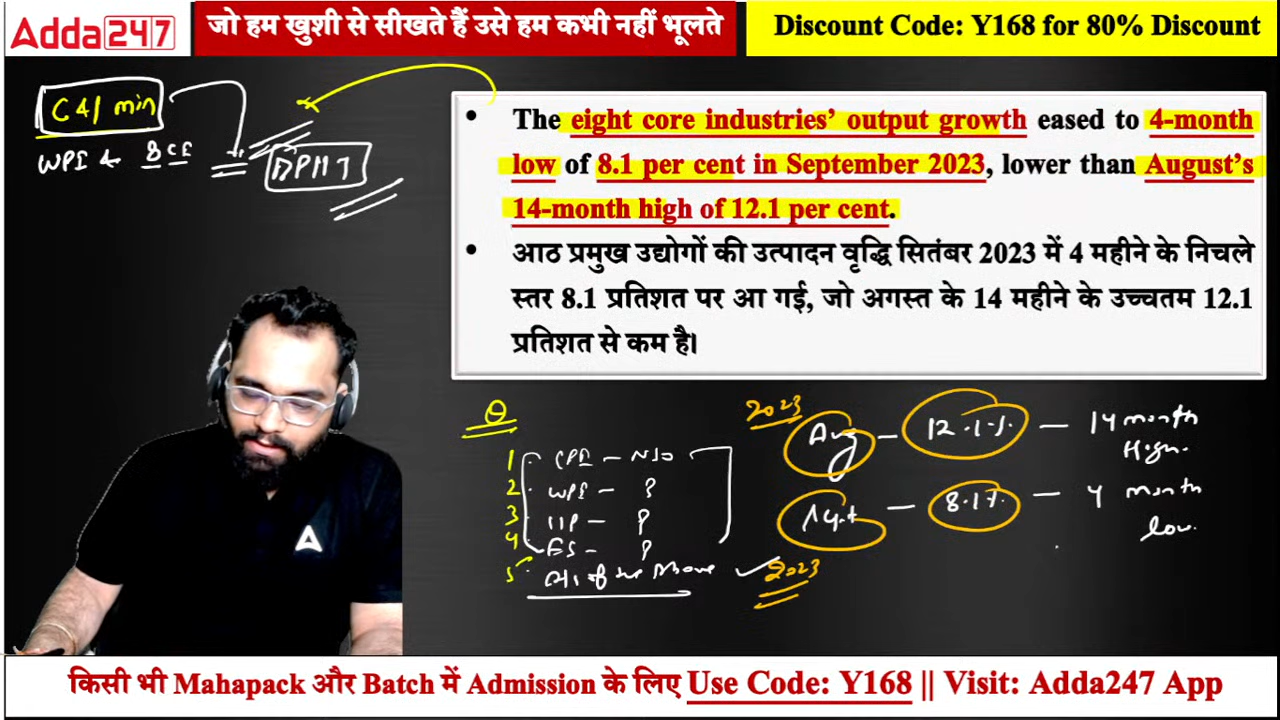 Adda247
जो हम खुशी से सीखते हैं उसे हम कभी नहीं भूलते
Discount Code: Y168 for 80% Discount
C&I min
WPI & 8 CI
DPIIT
• The eight core industries’ output growth eased to 4-month
low of 8.1 per cent in September 2023, lower than August’s
14-month high of 12.1 per cent.
• आठ प्रमुख उद्योगों की उत्पादन वृद्धि सितंबर 2023 में 4 महीने के निचले
स्तर 8.1 प्रतिशत पर आ गई, जो अगस्त के 14 महीने के उच्चतम 12.1
प्रतिशत से कम है।
Q
1 CPI – NSO
2 WPI – ?
3 IIP – ?
4 ES – ?
5 All of the Above
2023
Aug – 12.1%. – 14 month
High.
Sept – 8.1%. – 4 month
low.
2023
किसी भी Mahapack और Batch में Admission के लिए Use Code: Y168 || Visit: Adda247 App